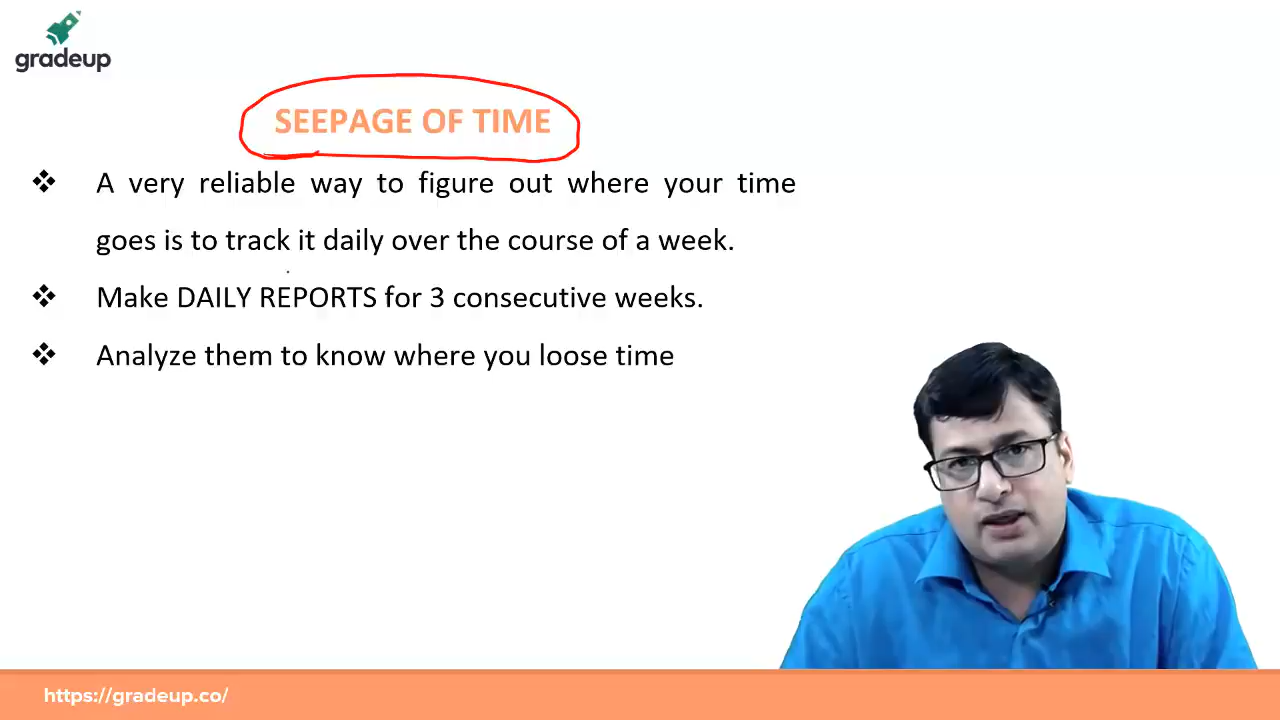 gradeup
SEEPAGE OF TIME
A very reliable way to figure out where your time
goes is to track it daily over the course of a week.
Make DAILY REPORTS for 3 consecutive weeks.
Analyze them to know where you loose time
https://gradeup.co/